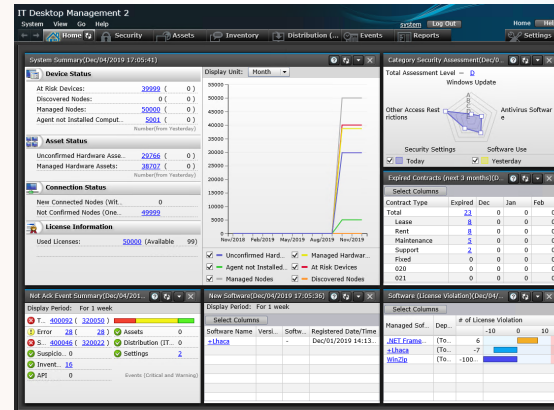 IT Desktop Management 2
System View Go Help
system Log Out Home Help
Home Security Assets Inventory Distribution (... Events Reports Settings
System Summary(Dec/04/2019 17:05:41)
Device Status
At Risk Devices: 39999 ( 0 )
Discovered Nodes: 0 ( 0 )
Managed Nodes: 50000 ( 0 )
Agent not Installed Comput... 5001 ( 0 )
Number(from Yesterday)
Asset Status
Unconfirmed Hardware Asse... 29766 ( 0 )
Managed Hardware Assets: 38707 ( 0 )
Number(from Yesterday)
Connection Status
New Connected Nodes (Wit... 0
Not Confirmed Nodes (One... 49999
License Information
Used Licenses: 50000 (Available 99)
Display Unit: Month
55000
50000
45000
40000
35000
30000
25000
20000
15000
10000
5000
0
Nov/2018 Feb/2019 May/2019 Aug/2019 Nov/2019
Unconfirmed Hard... Managed Hardwar...
Agent not Installed... At Risk Devices
Managed Nodes Discovered Nodes
Category Security Assessment(Dec/0...
Total Assessment Level — D
Windows Update
A
B
C
D
E
Other Access Rest
rictions
Antivirus Softwar
e
Security Settings Software Use
Today Yesterday
Expired Contracts (next 3 months)(D...
Select Columns
Contract Type Expired Dec Jan Feb
Total 23 0 0 0
Lease 8 0 0 0
Rent 8 0 0 0
Maintenance 5 0 0 0
Support 2 0 0 0
Fixed 0 0 0 0
020 0 0 0 0
021 0 0 0 0
Not Ack Event Summary(Dec/04/201...
Display Period: For 1 week
T... 400092 ( 320050 )
Error 28 ( 28 ) Assets 0
S... 400046 ( 320022 ) Distribution (IT... 0
Suspicio... 0 Settings 2
Invent... 16
API 0 Events (Critical and Warning)
New Software(Dec/04/2019 17:05:36)
Display Period: For 1 week
Select Columns
Software Name Versi... Softw... Registered Date/Time
+Lhaca - Dec/01/2019 14:13...
Software (License Violation)(Dec/04/...
Select Columns
Managed Sof... Dep... # of License Violation
-10 0 10
.NET Frame... (To... 6
+Lhaca (To... -7
WinZip (To... -100...